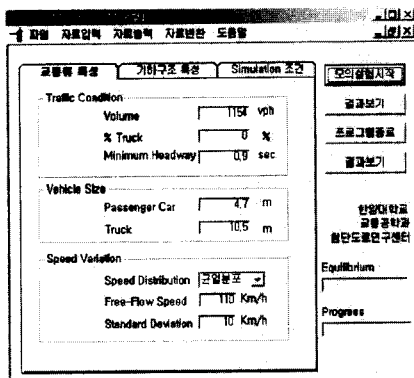 파일 자료입력 자료출력 자료변환 도움말
교통류 특성 기하구조 특성 Simulation 조건
Traffic Condition
Volume 1154 vph
% Truck 0 %
Minimum Headway 0,9 sec
Vehicle Size
Passenger Car 4,7 m
Truck 10,5 m
Speed Variation
Speed Distribution 균일분포
Free-Flow Speed 110 Km/h
Standard Deviation 10 Km/h
모의실험시작
결과보기
프로그램종료
결과보기
한양대학교
교통공학과
첨단도로연구센터
Equilibrium
Progress